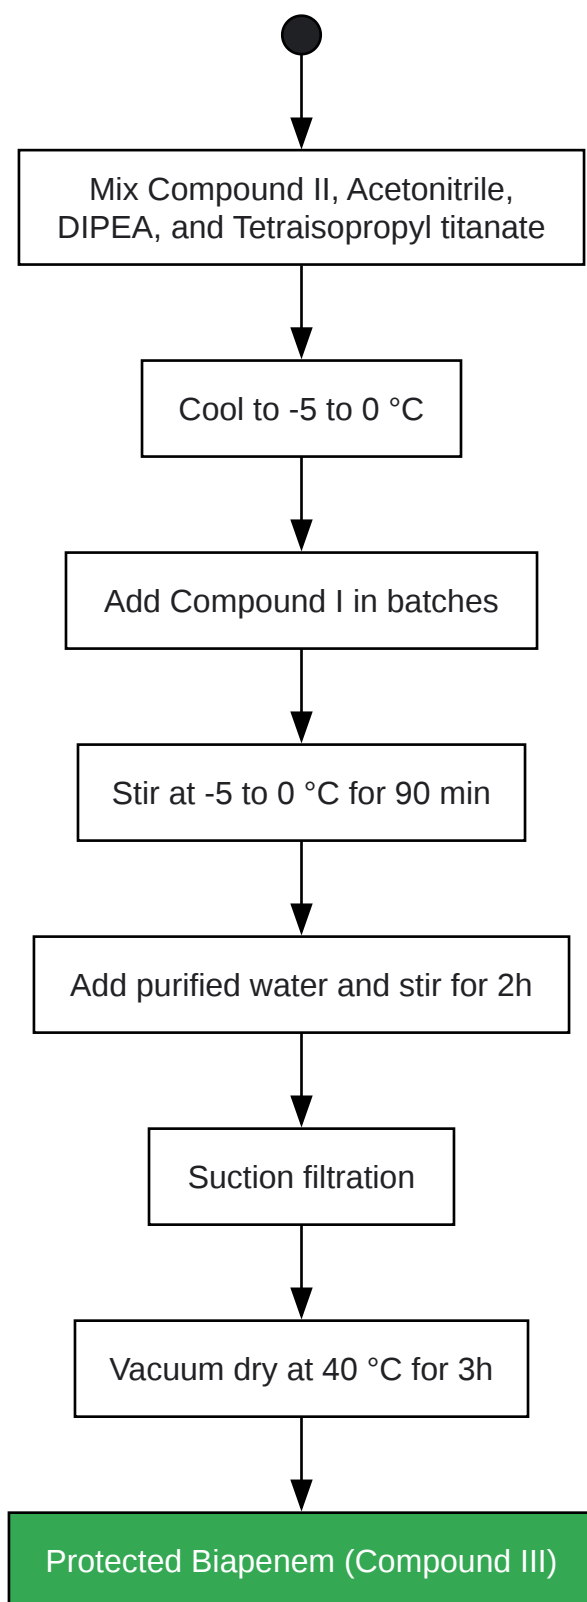 Mix Compound II, Acetonitrile,
DIPEA, and Tetraisopropyl titanate
Cool to -5 to 0 °C
Add Compound I in batches
Stir at -5 to 0 °C for 90 min
Add purified water and stir for 2h
Suction filtration
Vacuum dry at 40 °C for 3h
Protected Biapenem (Compound III)